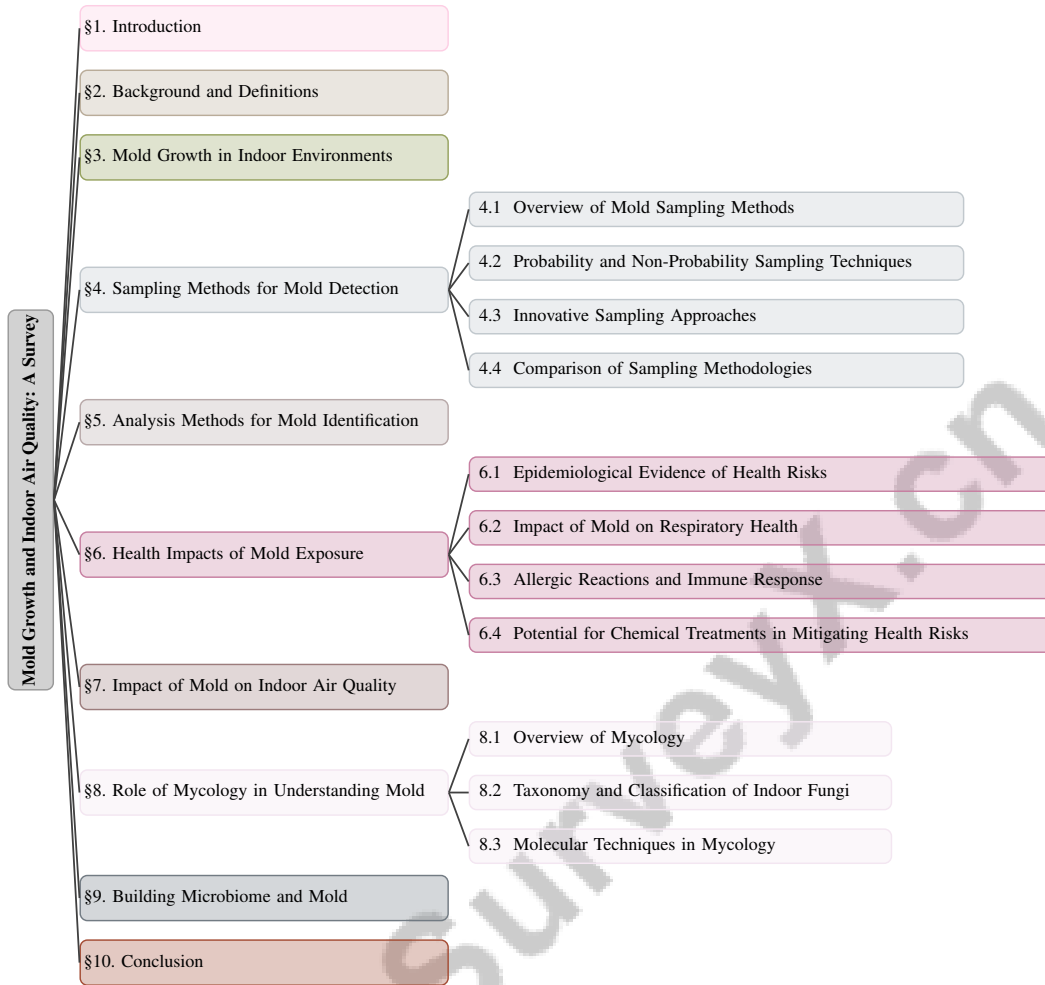 Mold Growth and Indoor Air Quality: A Survey
§1. Introduction
§2. Background and Definitions
§3. Mold Growth in Indoor Environments
§4. Sampling Methods for Mold Detection
4.1 Overview of Mold Sampling Methods
4.2 Probability and Non-Probability Sampling Techniques
4.3 Innovative Sampling Approaches
4.4 Comparison of Sampling Methodologies
§5. Analysis Methods for Mold Identification
§6. Health Impacts of Mold Exposure
6.1 Epidemiological Evidence of Health Risks
6.2 Impact of Mold on Respiratory Health
6.3 Allergic Reactions and Immune Response
6.4 Potential for Chemical Treatments in Mitigating Health Risks
§7. Impact of Mold on Indoor Air Quality
§8. Role of Mycology in Understanding Mold
8.1 Overview of Mycology
8.2 Taxonomy and Classification of Indoor Fungi
8.3 Molecular Techniques in Mycology
§9. Building Microbiome and Mold
§10. Conclusion
surveyx.cn